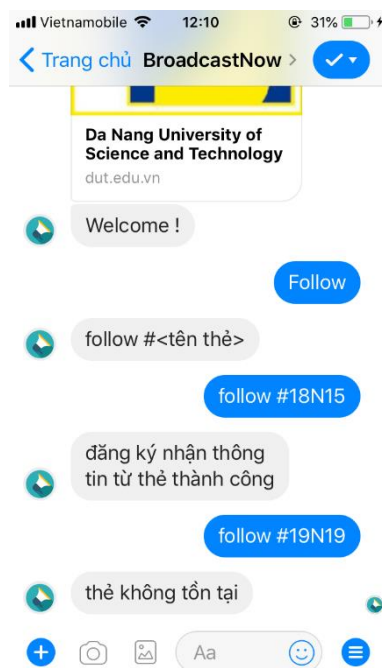 Vietnamobile 12:10 31%
Trang chủ BroadcastNow
Da Nang University of
Science and Technology
dut.edu.vn
Welcome !
Follow
follow #<tên thẻ>
follow #18N15
đăng ký nhận thông
tin từ thẻ thành công
follow #19N19
thẻ không tồn tại
Aa